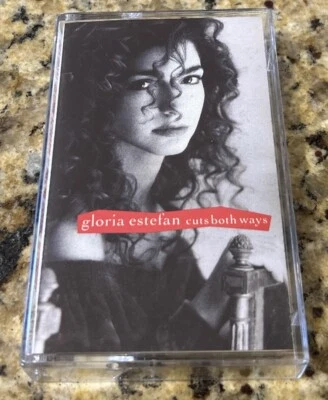 gloria estefan cuts both ways